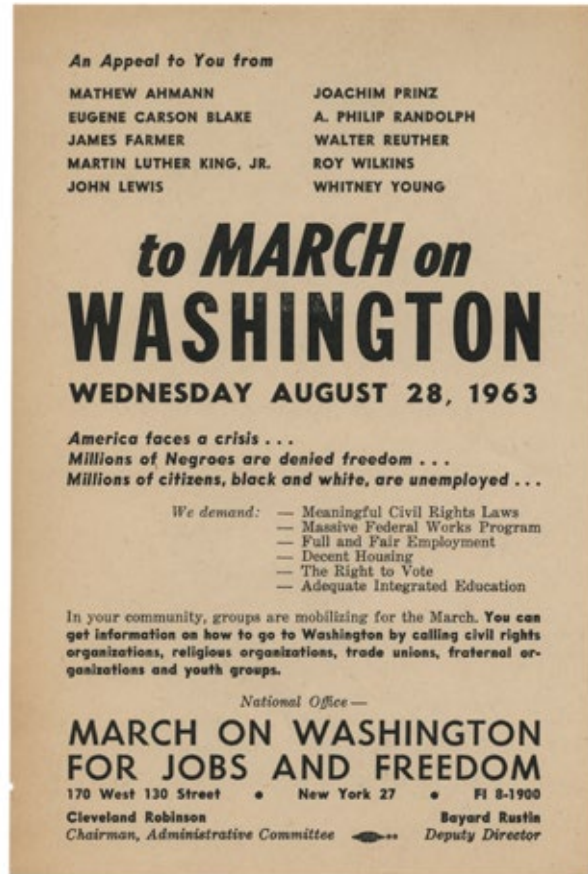 An Appeal to You from
MATHEW AHMANN
EUGENE CARSON BLAKE
JAMES FARMER
MARTIN LUTHER KING, JR.
JOHN LEWIS
JOACHIM PRINZ
A. PHILIP RANDOLPH
WALTER REUTHER
ROY WILKINS
WHITNEY YOUNG
to MARCH on
WASHINGTON
WEDNESDAY AUGUST 28, 1963
America faces a crisis . . .
Millions of Negroes are denied freedom . . .
Millions of citizens, black and white, are unemployed . . .
We demand: — Meaningful Civil Rights Laws
— Massive Federal Works Program
— Full and Fair Employment
— Decent Housing
— The Right to Vote
— Adequate Integrated Education
In your community, groups are mobilizing for the March. You can
get information on how to go to Washington by calling civil rights
organizations, religious organizations, trade unions, fraternal or-
ganizations and youth groups.
National Office —
MARCH ON WASHINGTON
FOR JOBS AND FREEDOM
170 West 130 Street • New York 27 • FI 8-1900
Cleveland Robinson Bayard Rustin
Chairman, Administrative Committee Deputy Director